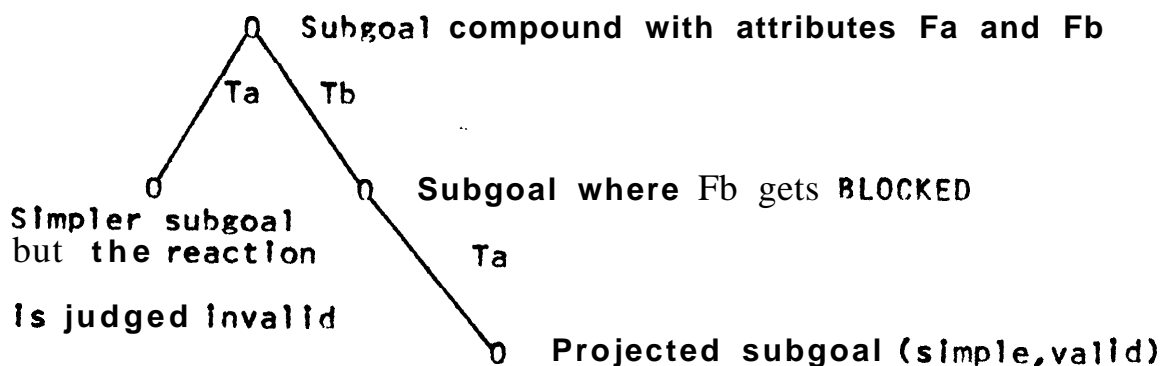 Subgoal compound with attributes Fa and Fb
Ta Tb
Subgoal where Fb gets BLOCKED
Simpler subgoal
but the reaction
Ta
is judged invalid
Projected subgoal (simple,valid)